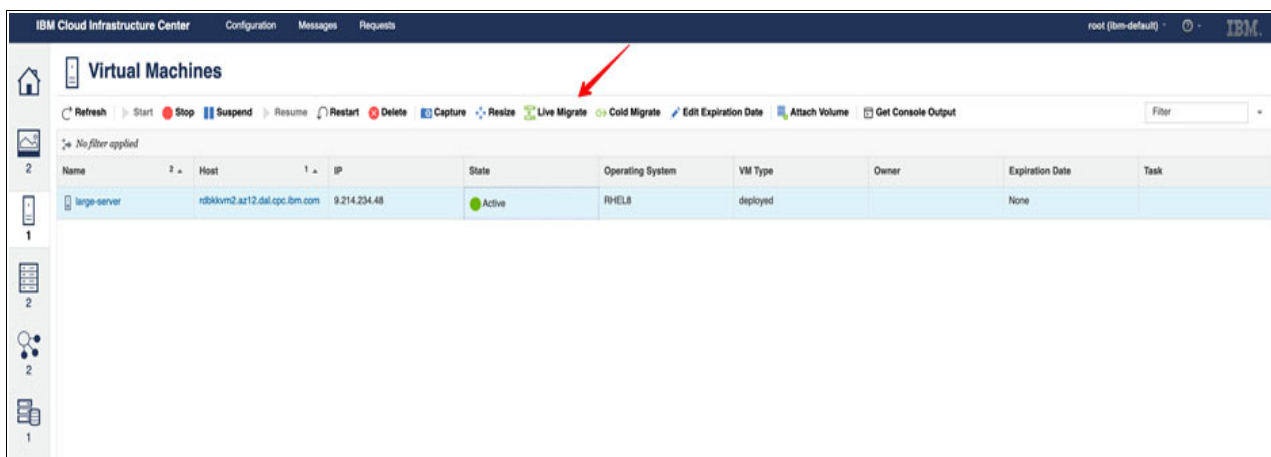 IBM Cloud Infrastructure Center Configuration Messages Requests root (ibm-default) IBM.
Virtual Machines
Refresh Start Stop Suspend Resume Restart Delete Capture Resize Live Migrate Cold Migrate Edit Expiration Date Attach Volume Get Console Output Filter
No filter applied
Name 2 Host 1 IP State Operating System VM Type Owner Expiration Date Task
large-server rdbkkvm2.az12.dal.cpc.ibm.com 9.214.234.48 Active RHEL8 deployed None
2
1
2
2
1